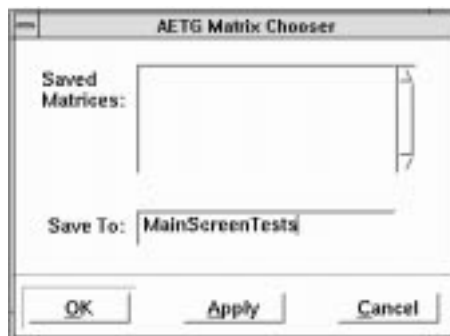 AETG Matrix Chooser
Saved
Matrices:
Save To: MainScreenTests
OK Apply Cancel